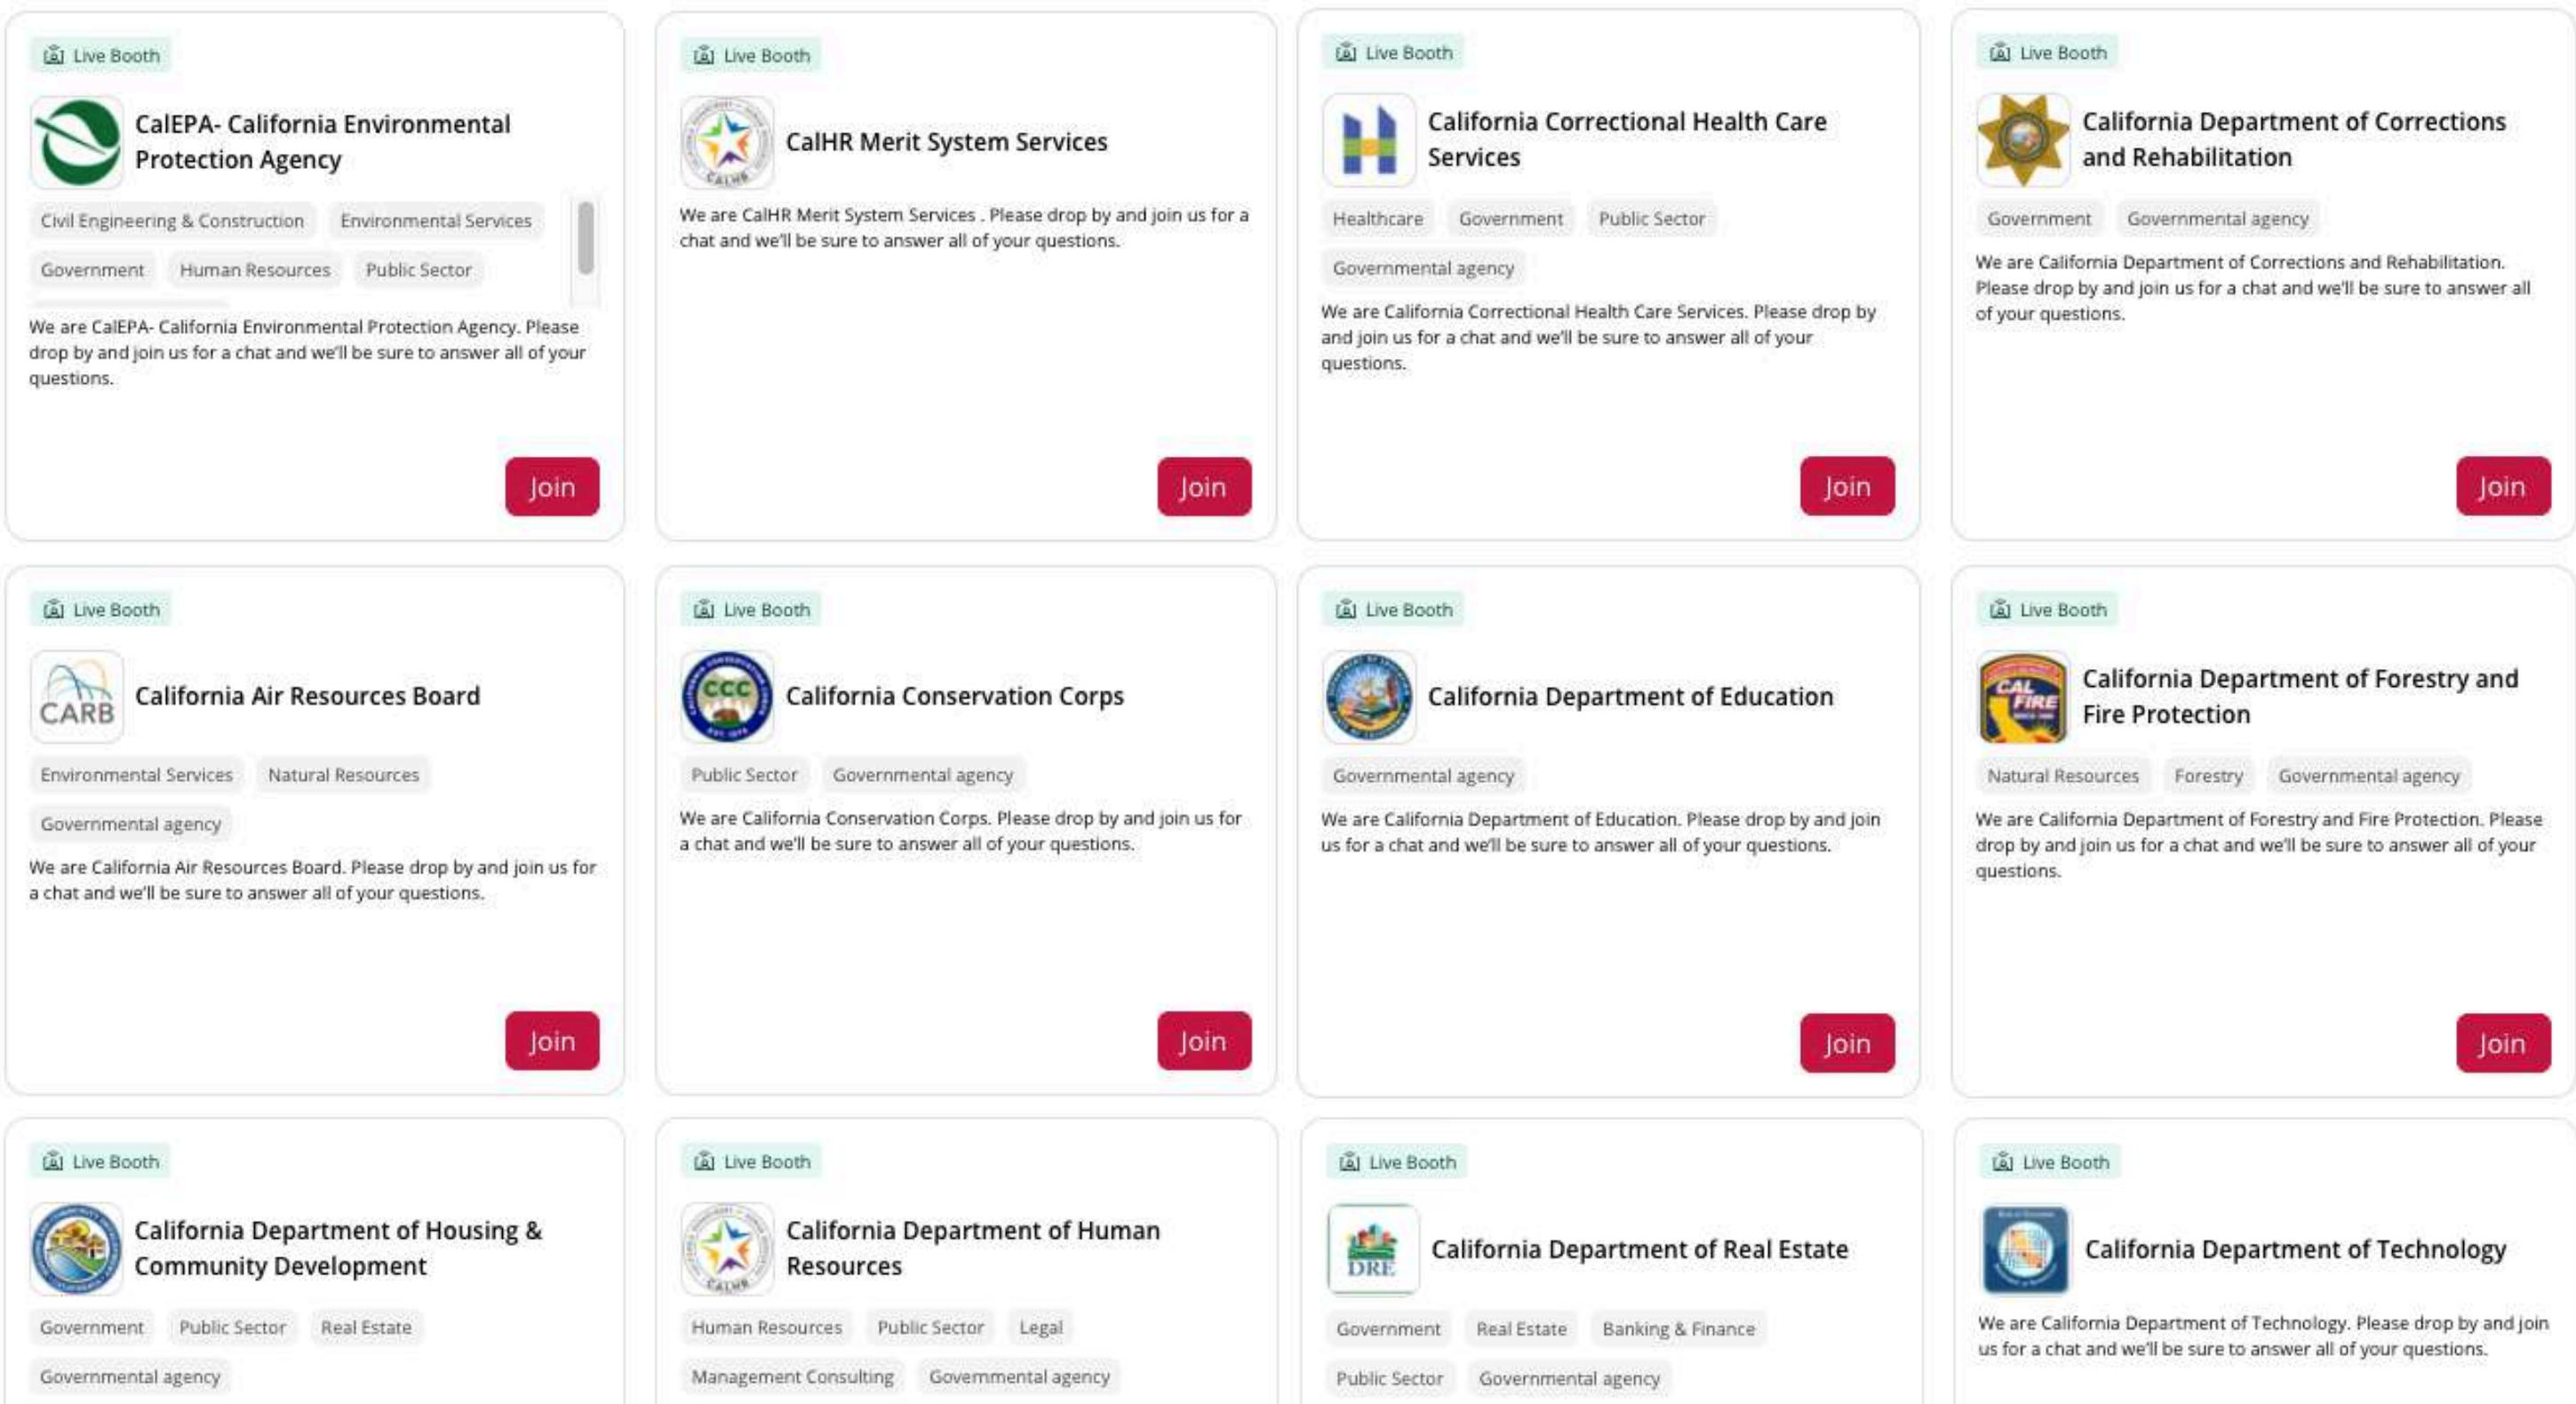 Live Booth
CalEPA- California Environmental
Protection Agency
Civil Engineering & Construction Environmental Services
Government Human Resources Public Sector
We are CalEPA- California Environmental Protection Agency. Please
drop by and join us for a chat and we'll be sure to answer all of your
questions.
Join
Live Booth
CALHR
CalHR Merit System Services
We are CalHR Merit System Services . Please drop by and join us for a
chat and we'll be sure to answer all of your questions.
Join
Live Booth
California Correctional Health Care
Services
Healthcare Government Public Sector
Governmental agency
We are California Correctional Health Care Services. Please drop by
and join us for a chat and we'll be sure to answer all of your
questions.
Join
Live Booth
California Department of Corrections
and Rehabilitation
Government Governmental agency
We are California Department of Corrections and Rehabilitation.
Please drop by and join us for a chat and we'll be sure to answer all
of your questions.
Join
Live Booth
CARB
California Air Resources Board
Environmental Services Natural Resources
Governmental agency
We are California Air Resources Board. Please drop by and join us for
a chat and we'll be sure to answer all of your questions.
Join
Live Booth
CCC
California Conservation Corps
Public Sector Governmental agency
We are California Conservation Corps. Please drop by and join us for
a chat and we'll be sure to answer all of your questions.
Join
Live Booth
California Department of Education
Governmental agency
We are California Department of Education. Please drop by and join
us for a chat and we'll be sure to answer all of your questions.
Join
Live Booth
CAL
FIRE
California Department of Forestry and
Fire Protection
Natural Resources Forestry Governmental agency
We are California Department of Forestry and Fire Protection. Please
drop by and join us for a chat and we'll be sure to answer all of your
questions.
Join
Live Booth
California Department of Housing &
Community Development
Government Public Sector Real Estate
Governmental agency
Live Booth
CALHR
California Department of Human
Resources
Human Resources Public Sector Legal
Management Consulting Governmental agency
Live Booth
DRE
California Department of Real Estate
Government Real Estate Banking & Finance
Public Sector Governmental agency
Live Booth
California Department of Technology
We are California Department of Technology. Please drop by and join
us for a chat and we'll be sure to answer all of your questions.